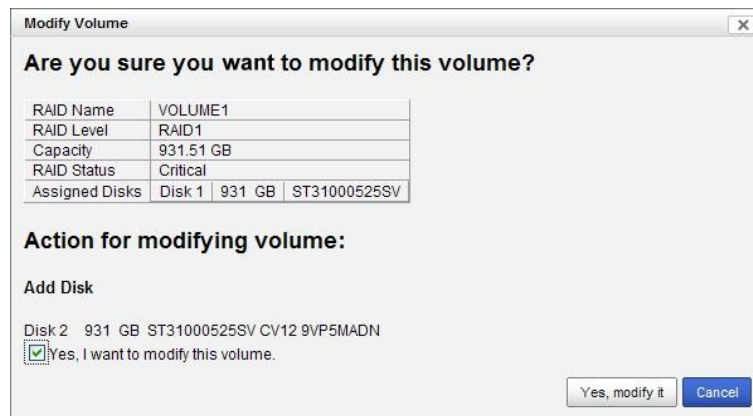 Modify Volume
Are you sure you want to modify this volume?
RAID Name VOLUME1
RAID Level RAID1
Capacity 931.51 GB
RAID Status Critical
Assigned Disks Disk 1 931 GB ST31000525SV
Action for modifying volume:
Add Disk
Disk 2 931 GB ST31000525SV CV12 9VP5MADN
Yes, I want to modify this volume.
Yes, modify it Cancel